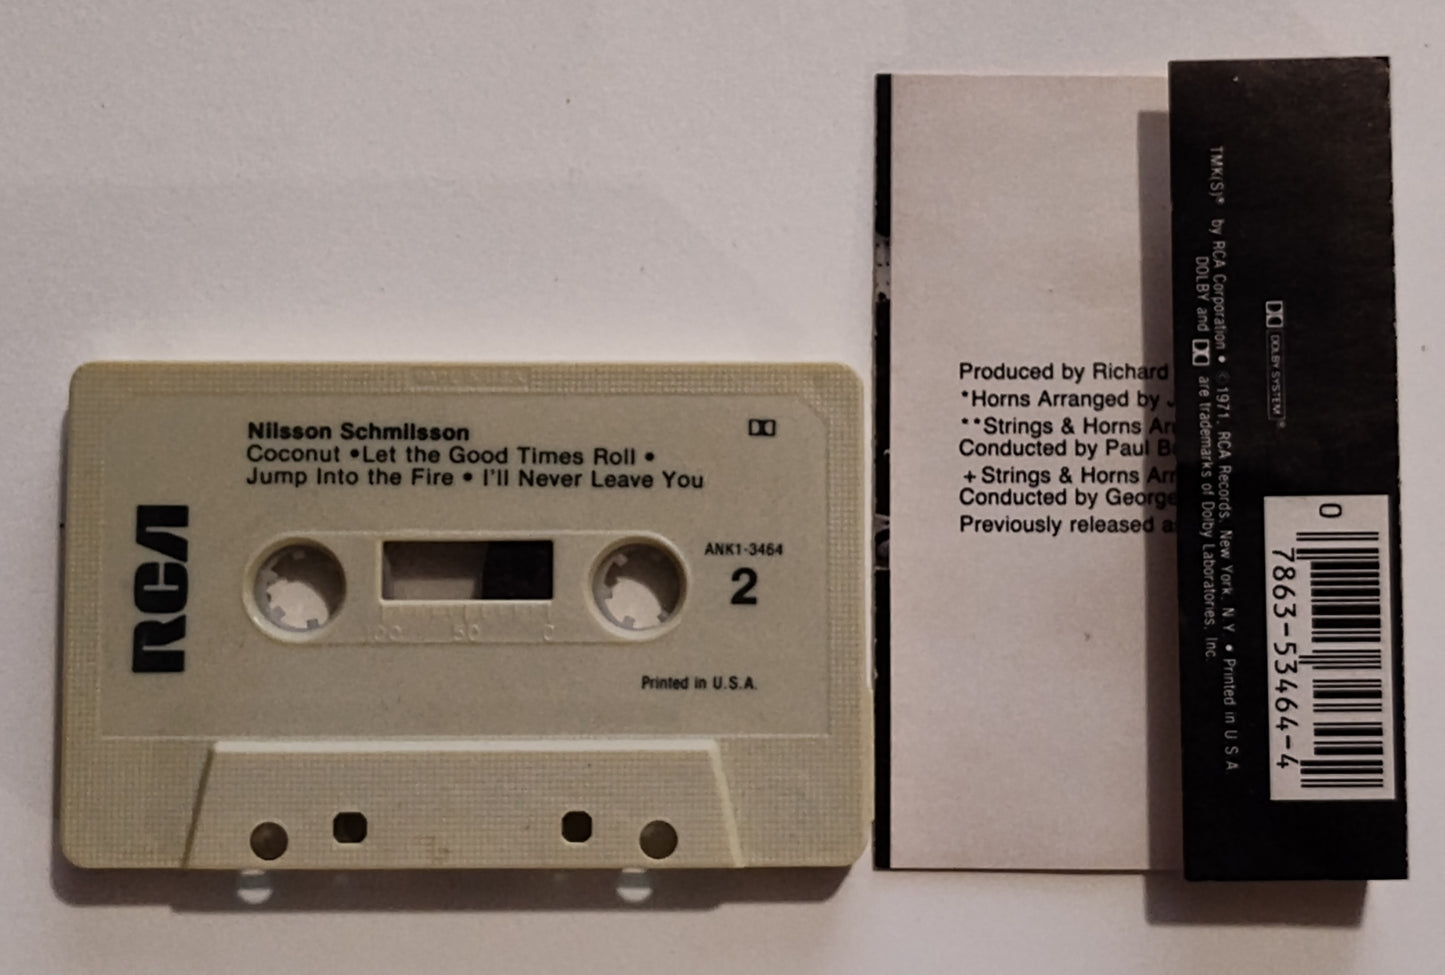 Nilsson Schmilsson
Coconut •Let the Good Times Roll •
Jump Into the Fire • I'll Never Leave You
RCA
ANK1-3464
2
100 50 0
Printed in U.S.A.
Produced by Richard
*Horns Arranged by
**Strings & Horns
Conducted by Paul
+Strings & Horns
Conducted by George
Previously released
TMK(S)® by RCA Corporation • © 1971, RCA Records, New York, N.Y. • Printed in U S A
DOLBY and are trademarks of Dolby Laboratories, Inc.
DOLBY SYSTEM®
0
7863-53464-4